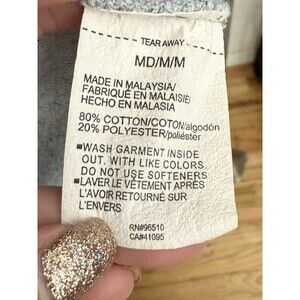 TEAR AWAY
MD/M/M
MADE IN MALAYSIA/
FABRIQUÉ EN MALAISIE/
HECHO EN MALASIA
80% COTTON/COTON/algodón
20% POLYESTER/poliéster
■WASH GARMENT INSIDE
OUT. WITH LIKE COLORS.
DO NOT USE SOFTENERS
■LAVER LE VÊTEMENT APRÈS
L'AVOIR RETOURNÉ SUR
L'ENVERS
RN#96510
CA#41095